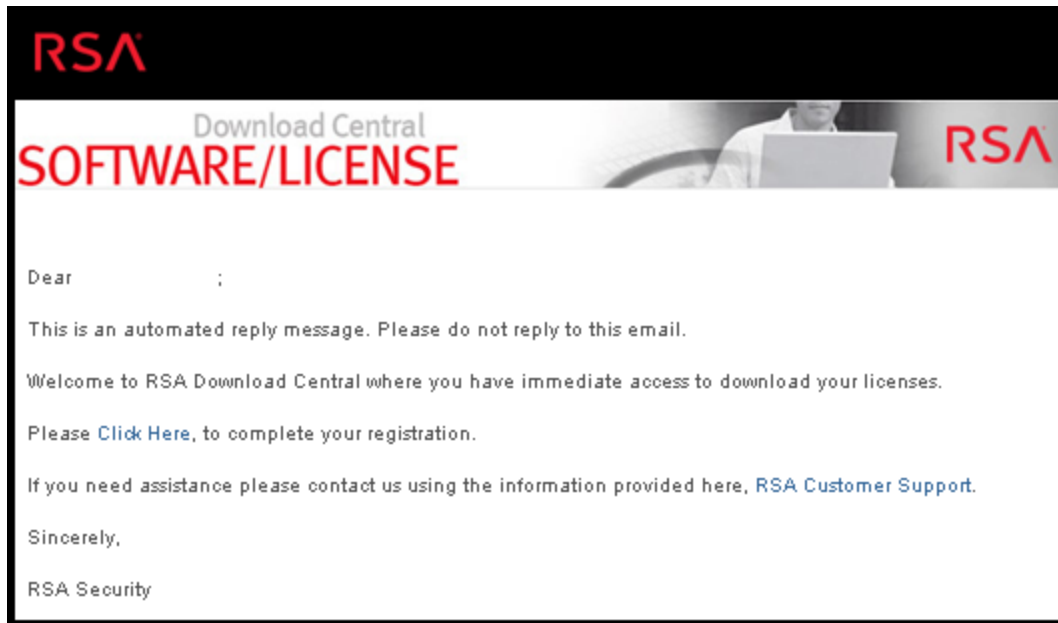 RSA
Download Central
SOFTWARE/LICENSE
RSA
Dear ;
This is an automated reply message. Please do not reply to this email.
Welcome to RSA Download Central where you have immediate access to download your licenses.
Please Click Here, to complete your registration.
If you need assistance please contact us using the information provided here, RSA Customer Support.
Sincerely,
RSA Security